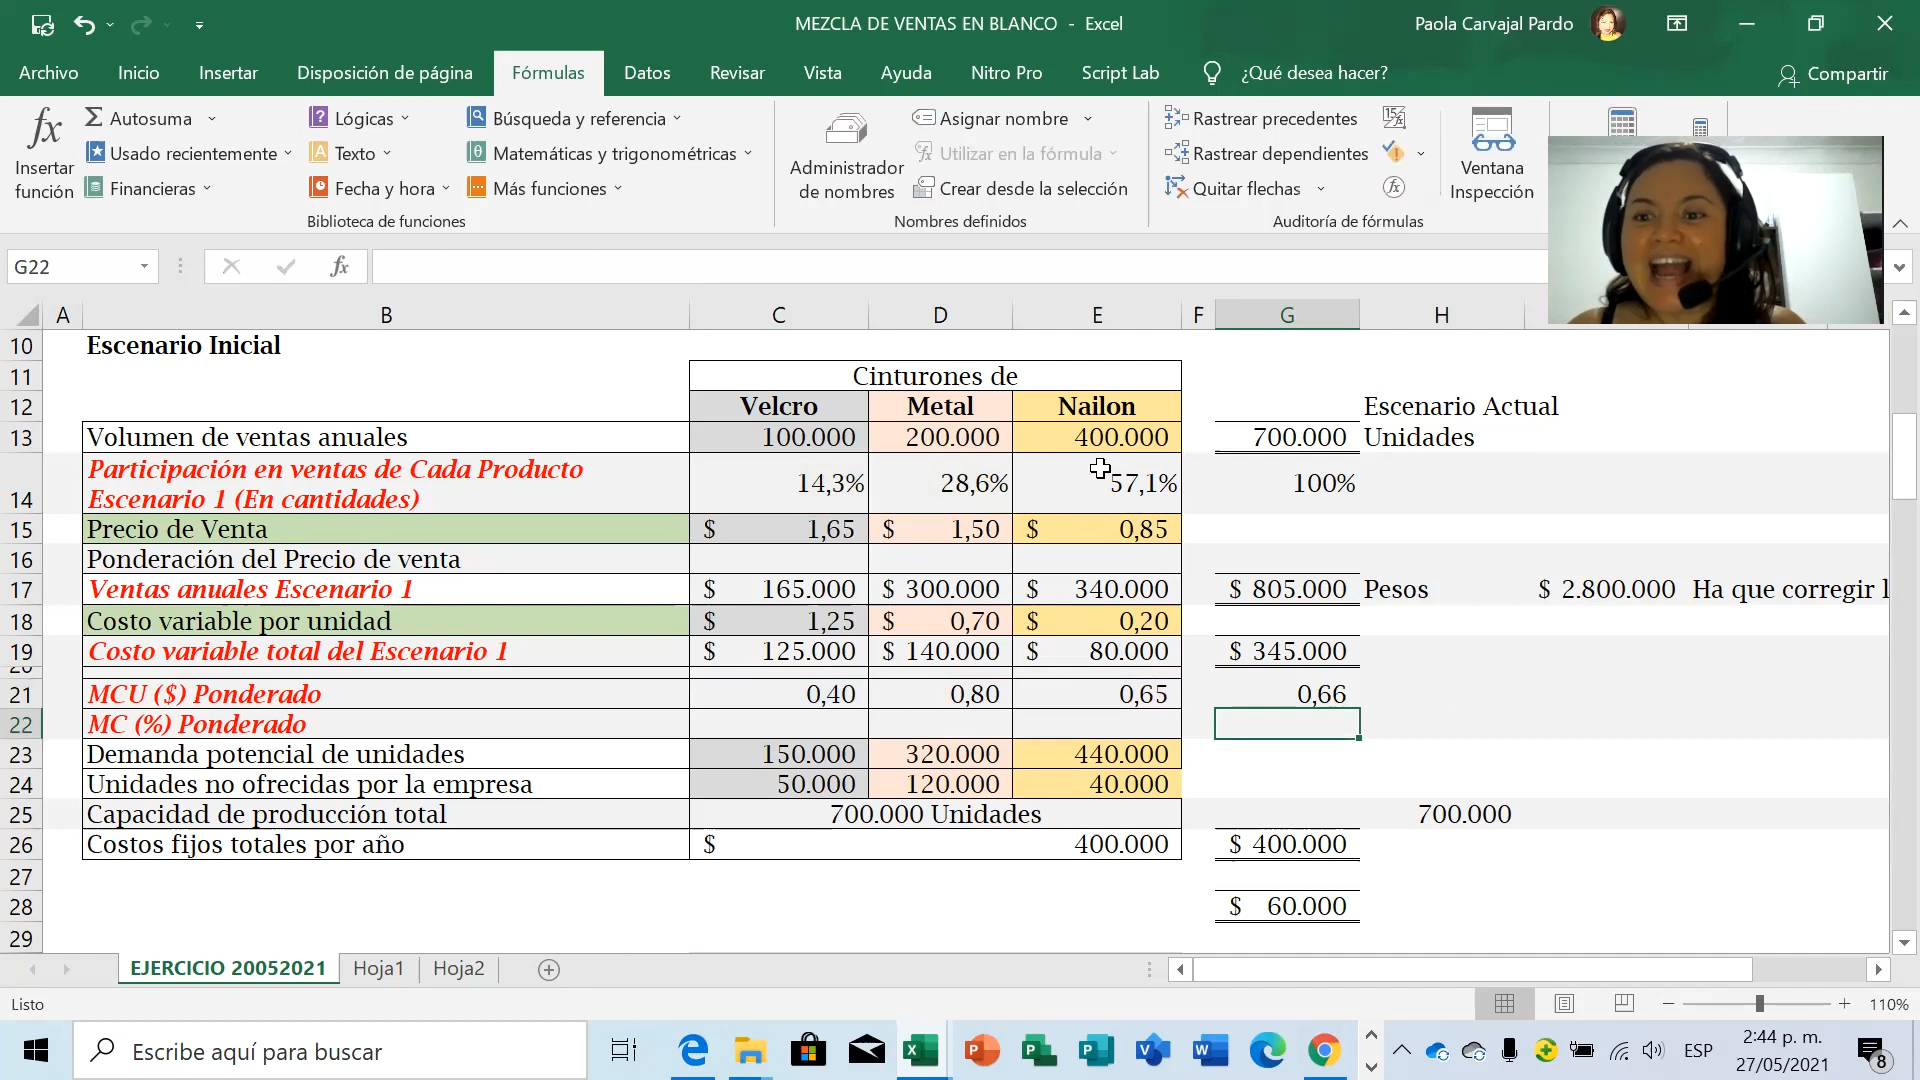 MEZCLA DE VENTAS EN BLANCO - Excel
Paola Carvajal Pardo
Archivo Inicio Insertar Disposición de página Fórmulas Datos Revisar Vista Ayuda Nitro Pro Script Lab ¿Qué desea hacer? Compartir
fx Insertar función
Σ Autosuma
Usado recientemente
Financieras
Lógicas
Texto
Fecha y hora
Búsqueda y referencia
Matemáticas y trigonométricas
Más funciones
Biblioteca de funciones
Administrador de nombres
Asignar nombre
Utilizar en la fórmula
Crear desde la selección
Nombres definidos
Rastrear precedentes
Rastrear dependientes
Quitar flechas
Auditoría de fórmulas
Ventana Inspección
G22 fx
A B C D E F G H
10 Escenario Inicial
11 Cinturones de
12 Velcro Metal Nailon Escenario Actual
13 Volumen de ventas anuales 100.000 200.000 400.000 700.000 Unidades
14 Participación en ventas de Cada Producto
Escenario 1 (En cantidades) 14,3% 28,6% 57,1% 100%
15 Precio de Venta $ 1,65 $ 1,50 $ 0,85
16 Ponderación del Precio de venta
17 Ventas anuales Escenario 1 $ 165.000 $ 300.000 $ 340.000 $ 805.000 Pesos $ 2.800.000 Ha que corregir l
18 Costo variable por unidad $ 1,25 $ 0,70 $ 0,20
19 Costo variable total del Escenario 1 $ 125.000 $ 140.000 $ 80.000 $ 345.000
21 MCU ($) Ponderado 0,40 0,80 0,65 0,66
22 MC (%) Ponderado
23 Demanda potencial de unidades 150.000 320.000 440.000
24 Unidades no ofrecidas por la empresa 50.000 120.000 40.000
25 Capacidad de producción total 700.000 Unidades 700.000
26 Costos fijos totales por año $ 400.000 $ 400.000
27
28 $ 60.000
29
EJERCICIO 20052021 Hoja1 Hoja2
Listo 110%
Escribe aquí para buscar
ESP
2:44 p. m.
27/05/2021
8